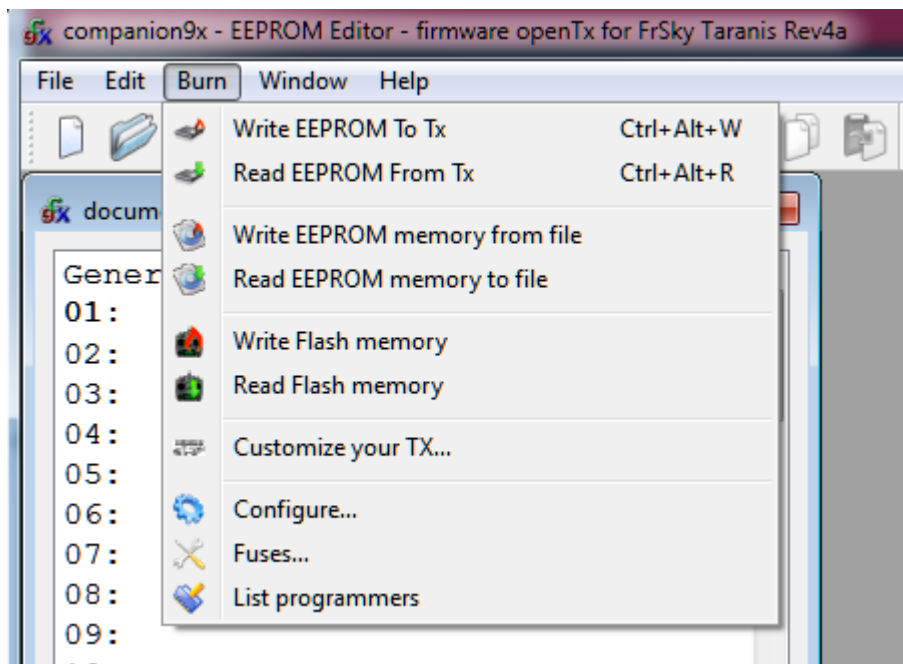 companion9x - EEPROM Editor - firmware openTx for FrSky Taranis Rev4a
File Edit Burn Window Help
Write EEPROM To Tx Ctrl+Alt+W
Read EEPROM From Tx Ctrl+Alt+R
Write EEPROM memory from file
Read EEPROM memory to file
Write Flash memory
Read Flash memory
Customize your TX...
Configure...
Fuses...
List programmers
docum
Gener
01:
02:
03:
04:
05:
06:
07:
08:
09: